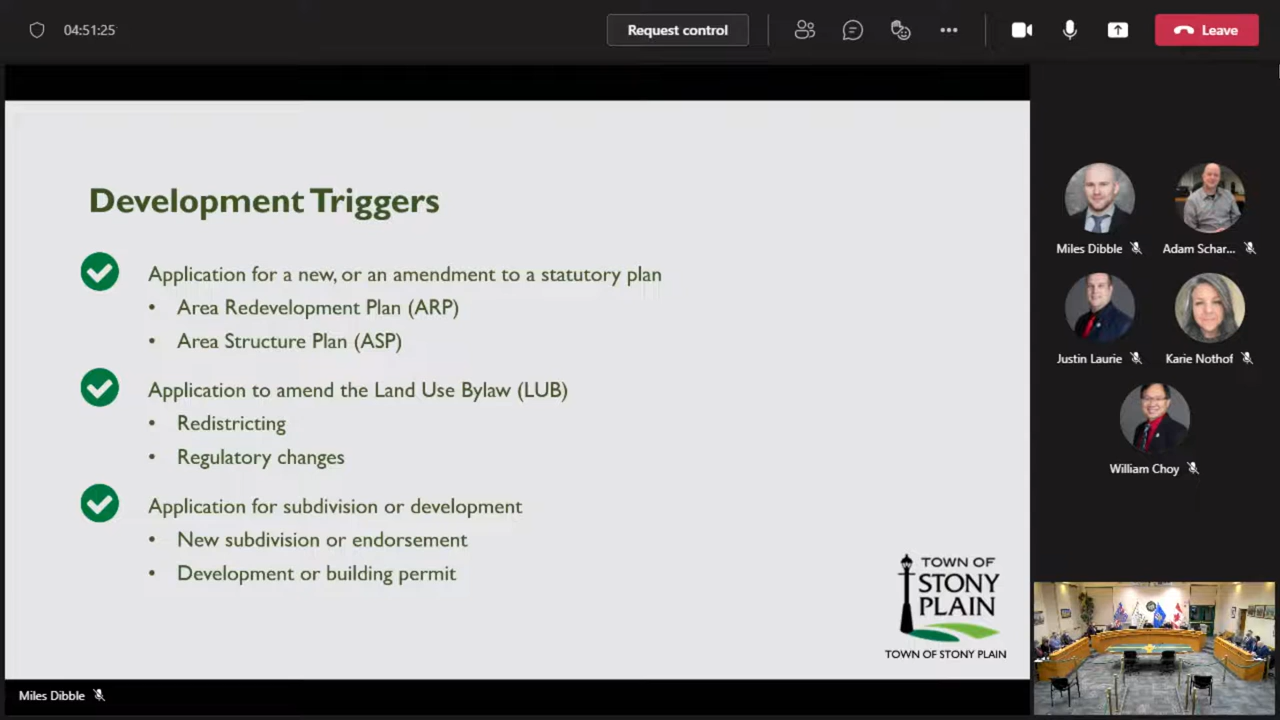 04:51:25
Request control
Leave
Development Triggers
Application for a new, or an amendment to a statutory plan
• Area Redevelopment Plan (ARP)
• Area Structure Plan (ASP)
Application to amend the Land Use Bylaw (LUB)
• Redistricting
• Regulatory changes
Application for subdivision or development
• New subdivision or endorsement
• Development or building permit
TOWN OF
STONY
PLAIN
TOWN OF STONY PLAIN
Miles Dibble
Miles Dibble
Adam Schar...
Justin Laurie
Karie Nothof
William Choy